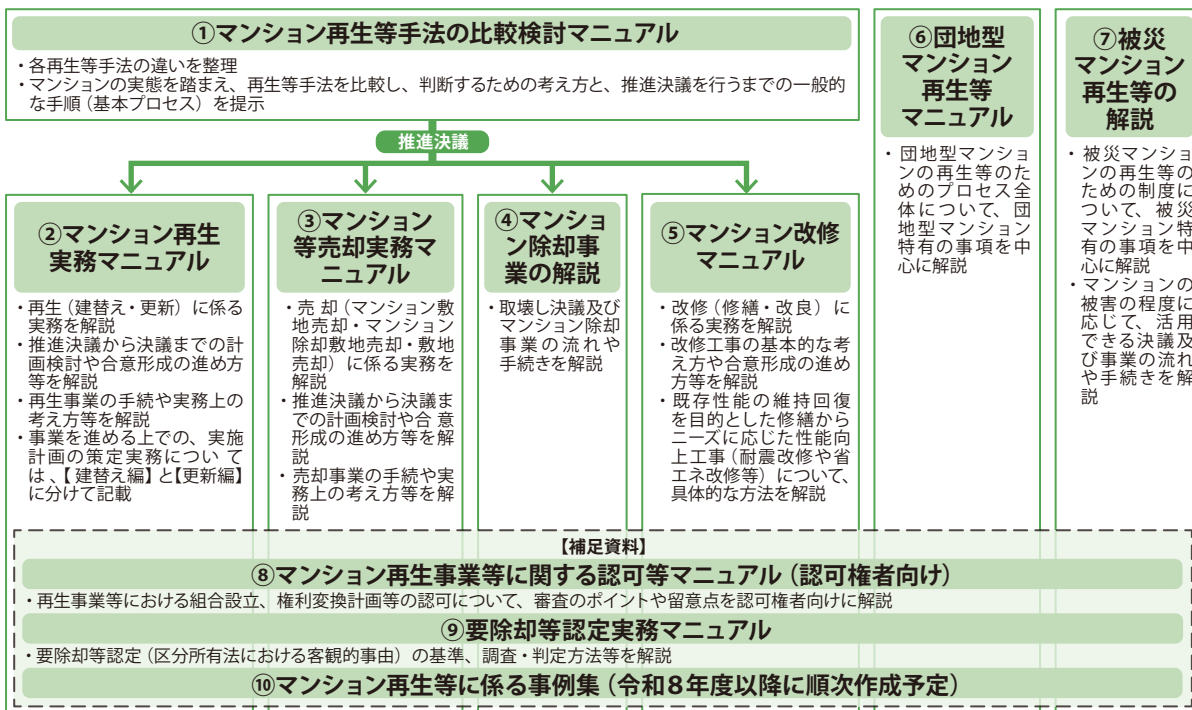 ①マンション再生等手法の比較検討マニュアル
・各再生等手法の違いを整理
・マンションの実態を踏まえ、再生等手法を比較し、判断するための考え方と、推進決議を行うまでの一般的
な手順（基本プロセス）を提示
推進決議
②マンション再生
実務マニュアル
・再生（建替え・更新）に係る
実務を解説
・推進決議から決議までの計
画検討や合意形成の進め方
等を解説
・再生事業の手続や実務上の
考え方等を解説
・事業を進める上での、実施
計画の策定実務につい て
は 、【 建替え編】と【更新編】
に分けて記載
③マンション
等売却実務マ
ニュアル
・売 却（マンション敷
地売却・マンション
除却敷地売却・敷地
売却）に係る実務を
解説
・推進決議から決議ま
での計画検討や合 意
形成の進め方等を解
説
・売却事業の手続や実
務上の考え方等を解
説
④マンショ
ン除却事
業の解説
・取壊し決議及び
マンション除却
事業の流れや
手続きを解説
⑤マンション改修
マニュアル
・改修（修繕・改良）に
係る実務を解説
・改修工事の基本的な考
え方や合意形成の進め
方等を解説
・既存性能の維持回復
を目的とした修繕から
ニーズに応じた性能向
上工事（耐震改修や省
エネ改修等）について、
具体的な方法を解説
⑥団地型
マンション
再生等
マニュアル
・団地型マンショ
ンの再生等のた
めのプロセス全
体について、団
地型マンション
特有の事項を中
心に解説
⑦被災
マンション
再生等の
解説
・被災マンショ
ンの再生等の
ための制度に
ついて、被災
マンション特
有の事項を中
心に解説
・マンションの
被害の程度に
応じて、活用
できる決議及
び事業の流れ
や手続きを解
説
【補足資料】
⑧マンション再生事業等に関する認可等マニュアル（認可権者向け）
・再生事業等における組合設立、権利変換計画等の認可について、審査のポイントや留意点を認可権者向けに解説
⑨要除却等認定実務マニュアル
・要除却等認定（区分所有法における客観的事由）の基準、調査・判定方法等を解説
⑩マンション再生等に係る事例集（令和８年度以降に順次作成予定）